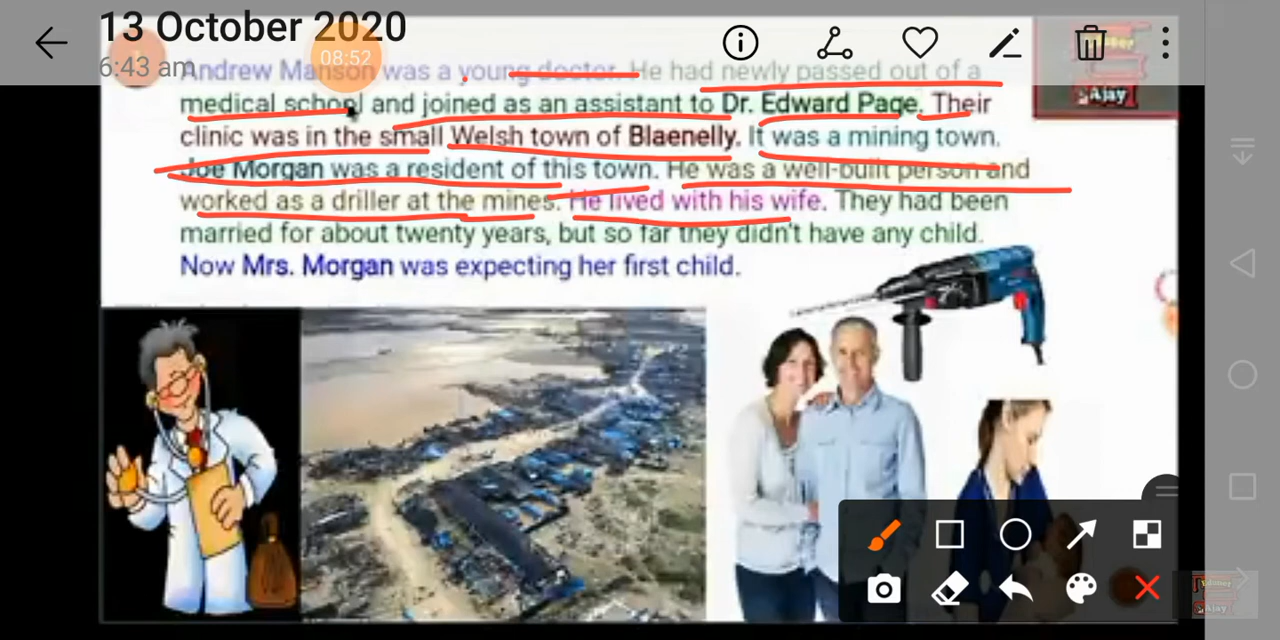 13 October 2020
08:52
6:43 am
Andrew Manson was a young doctor. He had newly passed out of a
medical school and joined as an assistant to Dr. Edward Page. Their
clinic was in the small Welsh town of Blaenelly. It was a mining town.
Joe Morgan was a resident of this town. He was a well-built person and
worked as a driller at the mines. He lived with his wife. They had been
married for about twenty years, but so far they didn't have any child.
Now Mrs. Morgan was expecting her first child.
Ajay
Ajay